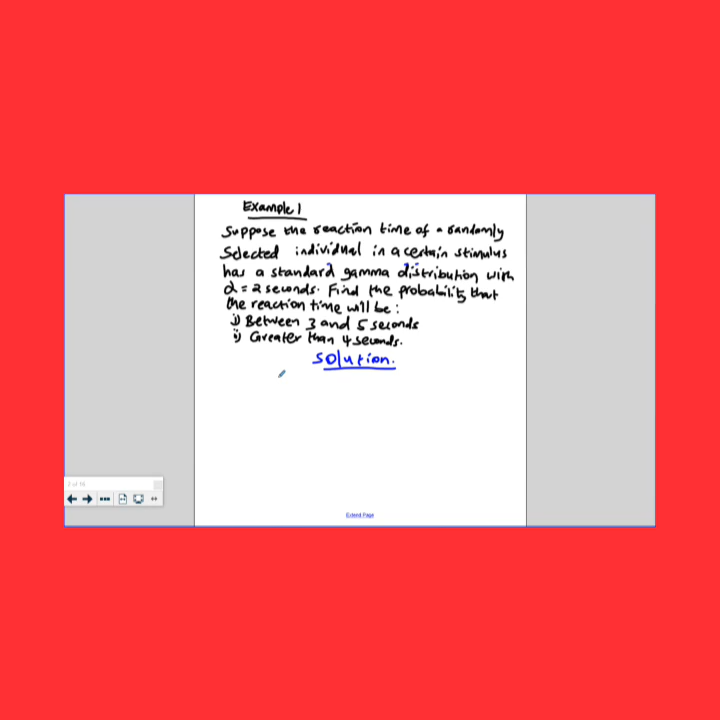 Example 1
Suppose the reaction time of a randomly
Selected individual in a certain stimulus
has a standard gamma distribution with
α = 2 seconds. Find the probability that
the reaction time will be:
i) Between 3 and 5 seconds
ii) Greater than 4 seconds.
Solution.
Extend Page